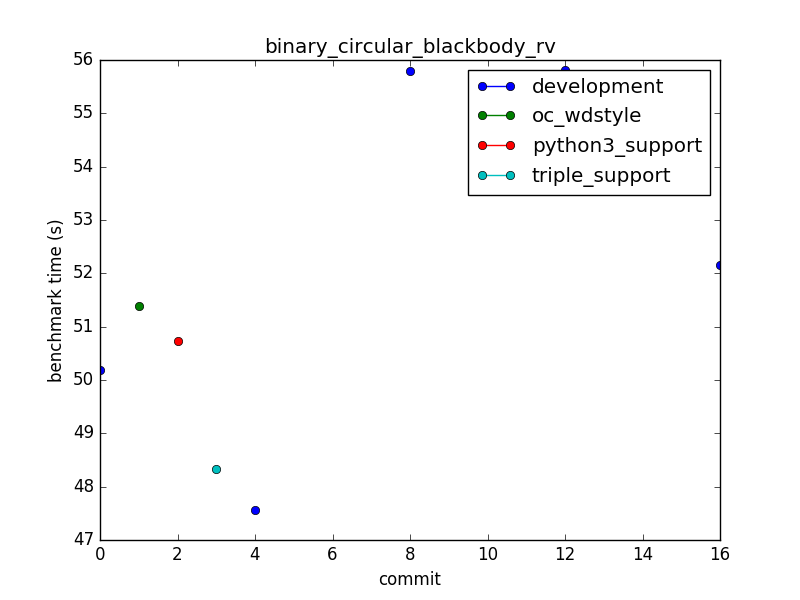 binary_circular_blackbody_rv
56
55
54
53
52
51
50
49
48
47
benchmark time (s)
development
oc_wdstyle
python3_support
triple_support
0 2 4 6 8 10 12 14 16
commit